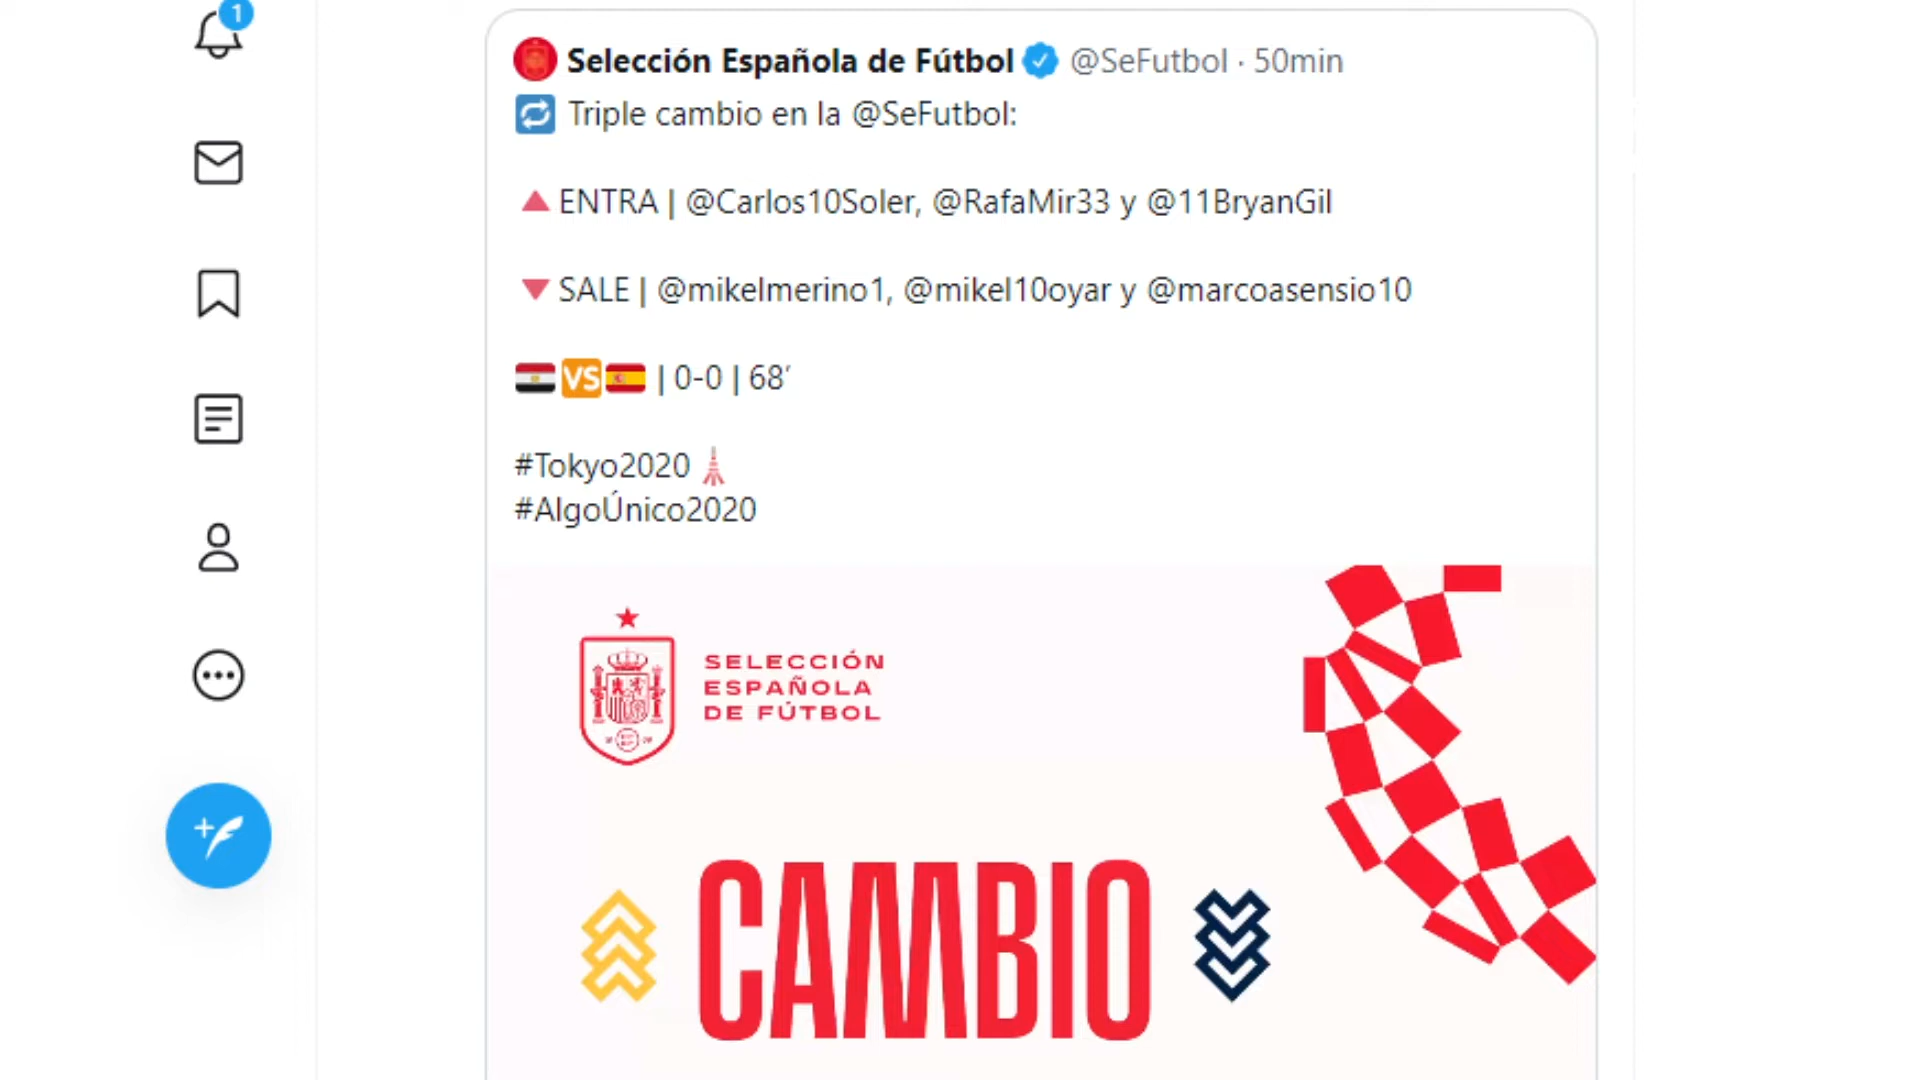 1
Selección Española de Fútbol @SeFutbol · 50min
Triple cambio en la @SeFutbol:
ENTRA | @Carlos10Soler, @RafaMir33 y @11BryanGil
SALE | @mikelmerino1, @mikel10oyar y @marcoasensio10
VS | 0-0 | 68’
#Tokyo2020
#AlgoÚnico2020
SELECCIÓN
ESPAÑOLA
DE FÚTBOL
CAMBIO